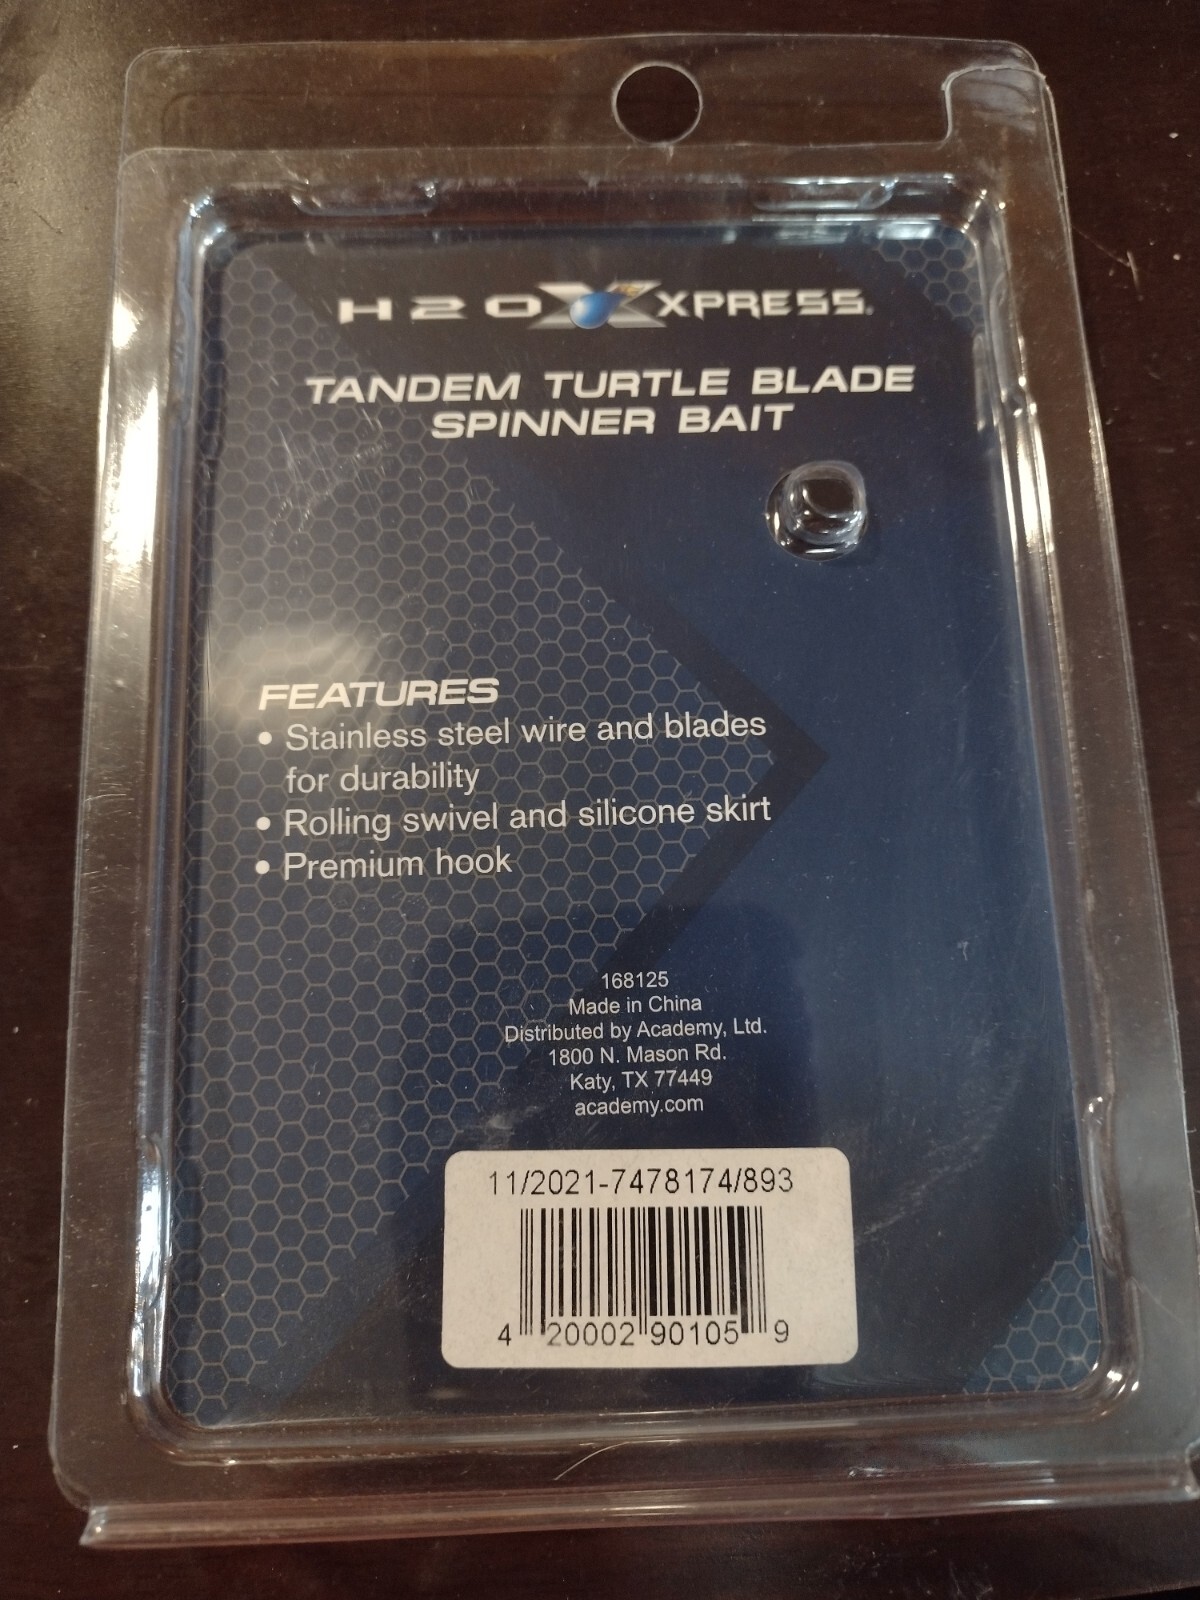 H2O XPRESS.
TANDEM TURTLE BLADE
SPINNER BAIT
FEATURES
• Stainless steel wire and blades
for durability
• Rolling swivel and silicone skirt
• Premium hook
168125
Made in China
Distributed by Academy, Ltd.
1800 N. Mason Rd.
Katy, TX 77449
academy.com
11/2021-7478174/893
4 20002 90105 9